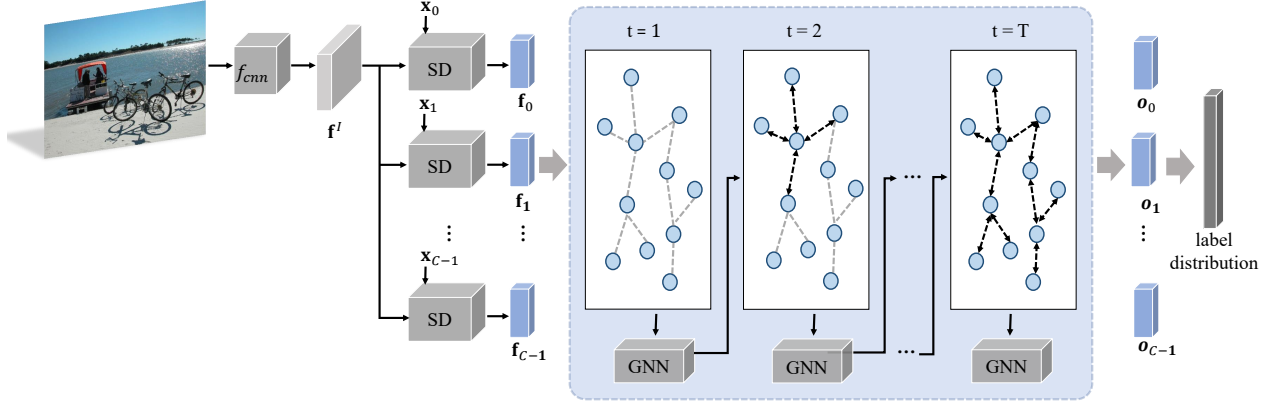 x₀
t = 1
t = 2
t = T
f_cnn
SD
f₀
o₀
f^I
x₁
SD
f₁
...
o₁
⋮
⋮
⋮
label
distribution
x_{C−1}
SD
f_{C−1}
o_{C−1}
GNN
GNN
...
GNN